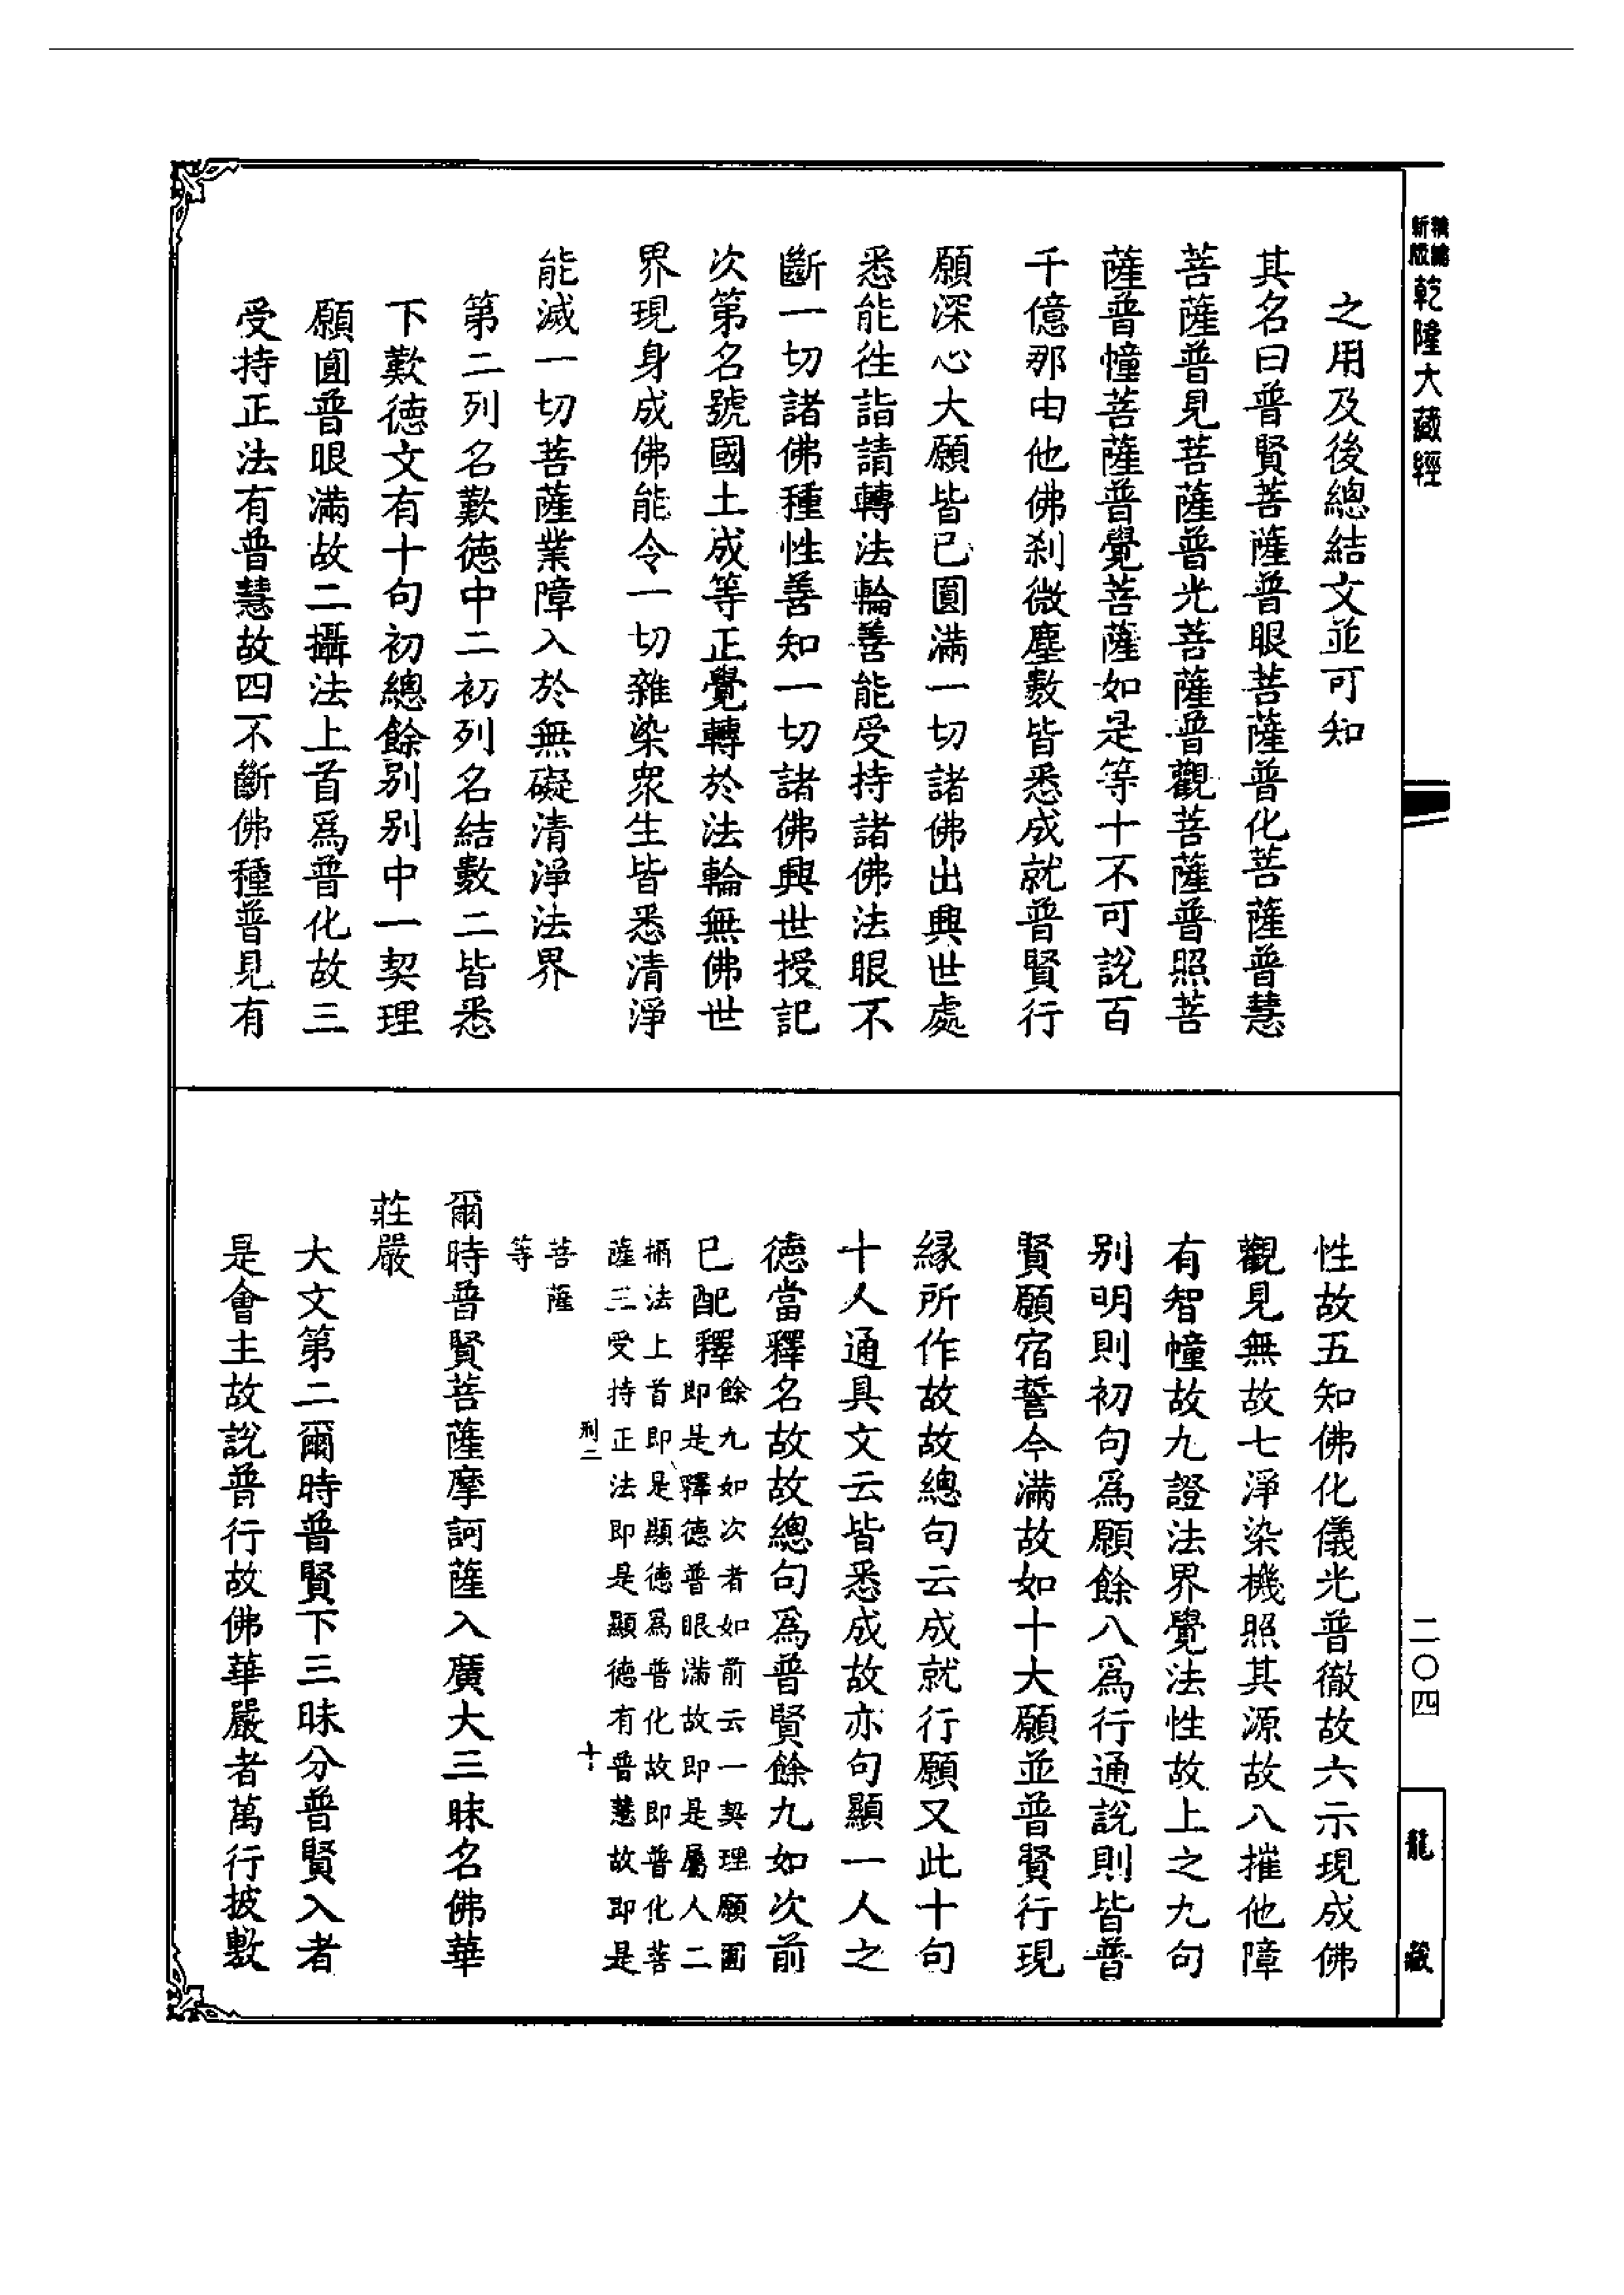 新編縮版乾隆大藏經
之用及後總結文並可知
其名曰普賢菩薩普眼菩薩普化菩薩普慧
菩薩普見菩薩普光菩薩普觀菩薩普照菩
薩普幢菩薩普覺菩薩如是等十不可說百
千億那由他佛剎微塵數皆悉成就普賢行
願深心大願皆已圓滿一切諸佛出興世處
悉能往詣請轉法輪善能受持諸佛法眼不
斷一切諸佛種性善知一切諸佛興世授記
次第名號國土成等正覺轉於法輪無佛世
界現身成佛能令一切雜染眾生皆悉清淨
能滅一切菩薩業障入於無礙清淨法界
第二列名歎德中二初列名結數二皆悉
下歎德文有十句初總餘別別中一契理
願圓普眼滿故二攝法上首為普化故三
受持正法有普慧故四不斷佛種普見有
性故五知佛化儀光普徹故六示現成佛
觀見無故七淨染機照其源故八摧他障
有智幢故九證法界覺法性故上之九句
別明則初句為願餘八為行通說則皆普
賢願宿誓今滿故如十大願並普賢行現
緣所作故故總句云成就行願又此十句
十人通具文云皆悉成故亦句顯一人之
德當釋名故故總句為普賢餘九如次前
已配釋
餘九如次者如前云一契理願圓
即是釋德普眼滿故即是屬人二
攝法上首即是顯德為普化故即普化菩
薩三受持正法即是顯德有普慧故即是
刑二
十
菩薩
等
爾時普賢菩薩摩訶薩入廣大三昧名佛華
莊嚴
大文第二爾時普賢下三昧分普賢入者
是會主故說普行故佛華嚴者萬行披敷
二〇四
龍藏